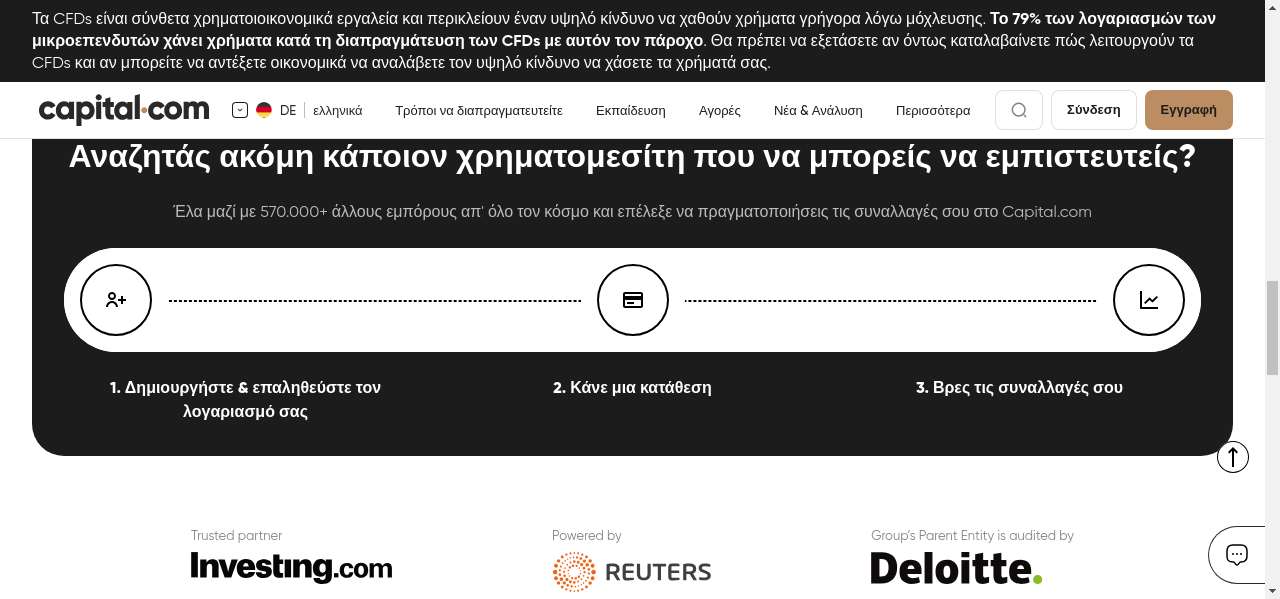 Τα CFDs είναι σύνθετα χρηματοιοικονομικά εργαλεία και περικλείουν έναν υψηλό κίνδυνο να χαθούν χρήματα γρήγορα λόγω μόχλευσης. Το 79% των λογαριασμών των
μικροεπενδυτών χάνει χρήματα κατά τη διαπραγμάτευση των CFDs με αυτόν τον πάροχο. Θα πρέπει να εξετάσετε αν όντως καταλαβαίνετε πώς λειτουργούν τα
CFDs και αν μπορείτε να αντέξετε οικονομικά να αναλάβετε τον υψηλό κίνδυνο να χάσετε τα χρήματά σας.
capital.com DE ελληνικά Τρόποι να διαπραγματευτείτε Εκπαίδευση Αγορές Νέα & Ανάλυση Περισσότερα Σύνδεση Εγγραφή
Αναζητάς ακόμη κάποιον χρηματομεσίτη που να μπορείς να εμπιστευτείς?
Έλα μαζί με 570.000+ άλλους εμπόρους απ' όλο τον κόσμο και επέλεξε να πραγματοποιήσεις τις συναλλαγές σου στο Capital.com
1. Δημιουργήστε & επαληθεύστε τον
λογαριασμό σας
2. Κάνε μια κατάθεση
3. Βρες τις συναλλαγές σου
Trusted partner
Investing.com
Powered by
REUTERS
Group's Parent Entity is audited by
Deloitte.